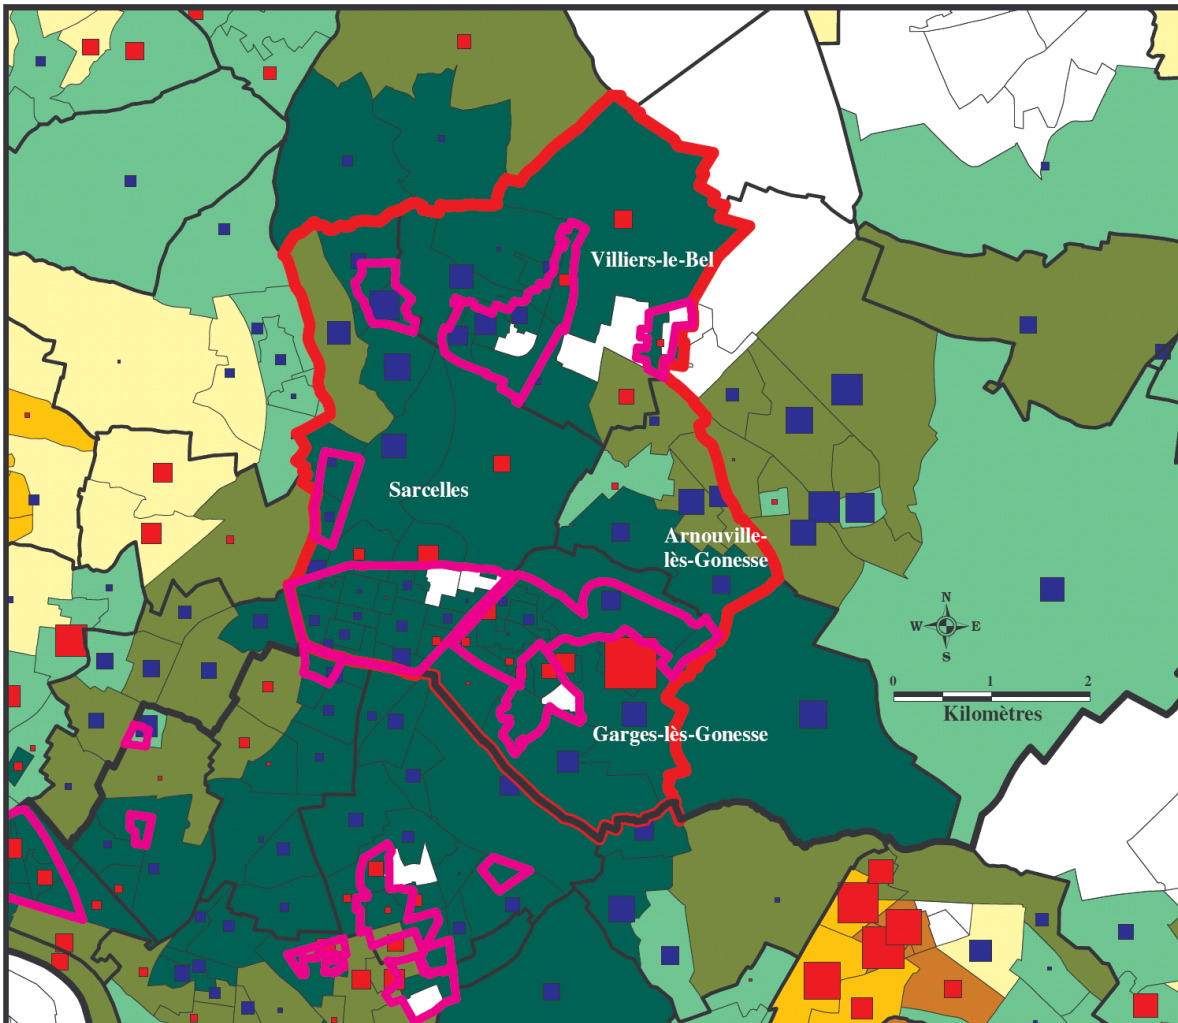 Villiers-le-Bel
Sarcelles
Arnouville-
lès-Gonesse
N
W E
S
0 1 2
Kilomètres
Garges-lès-Gonesse